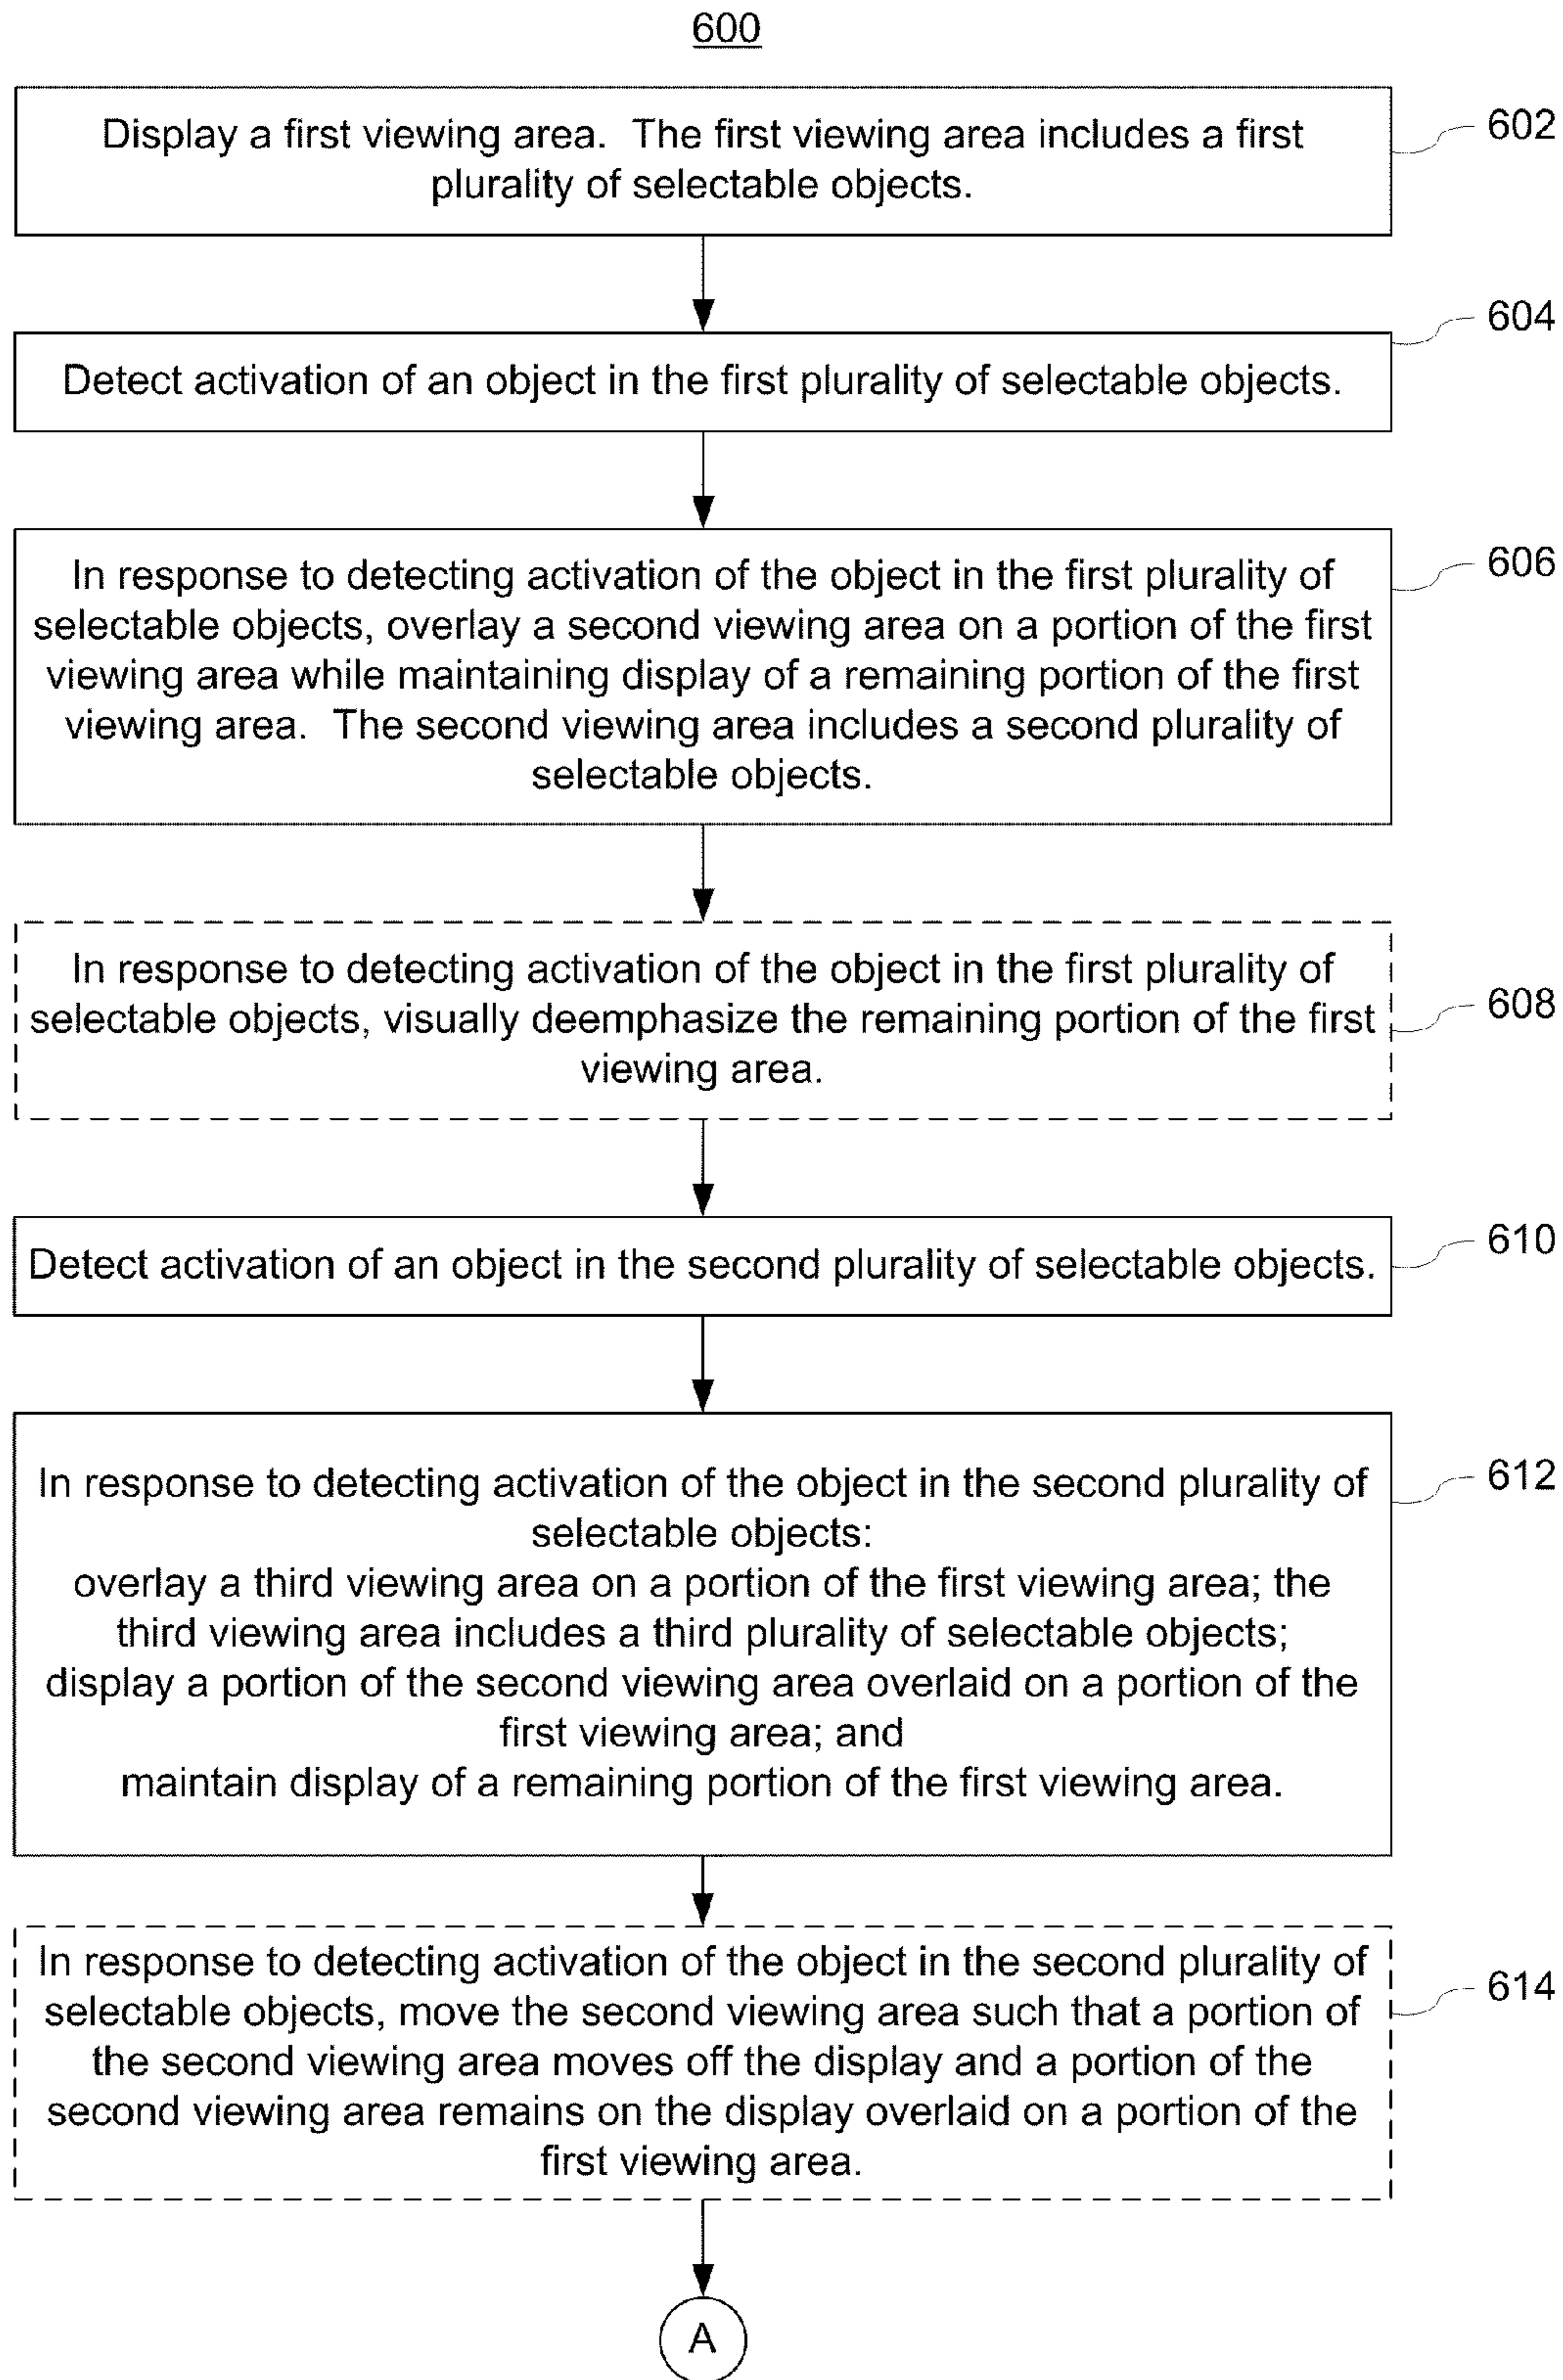 600
Display a first viewing area.  The first viewing area includes a first
plurality of selectable objects.
602
604
Detect activation of an object in the first plurality of selectable objects.
In response to detecting activation of the object in the first plurality of
selectable objects, overlay a second viewing area on a portion of the first
viewing area while maintaining display of a remaining portion of the first
viewing area.  The second viewing area includes a second plurality of
selectable objects.
606
In response to detecting activation of the object in the first plurality of
selectable objects, visually deemphasize the remaining portion of the first
viewing area.
608
Detect activation of an object in the second plurality of selectable objects.
610
In response to detecting activation of the object in the second plurality of
selectable objects:
overlay a third viewing area on a portion of the first viewing area; the
third viewing area includes a third plurality of selectable objects;
display a portion of the second viewing area overlaid on a portion of the
first viewing area; and
maintain display of a remaining portion of the first viewing area.
612
In response to detecting activation of the object in the second plurality of
selectable objects, move the second viewing area such that a portion of
the second viewing area moves off the display and a portion of the
second viewing area remains on the display overlaid on a portion of the
first viewing area.
614
A